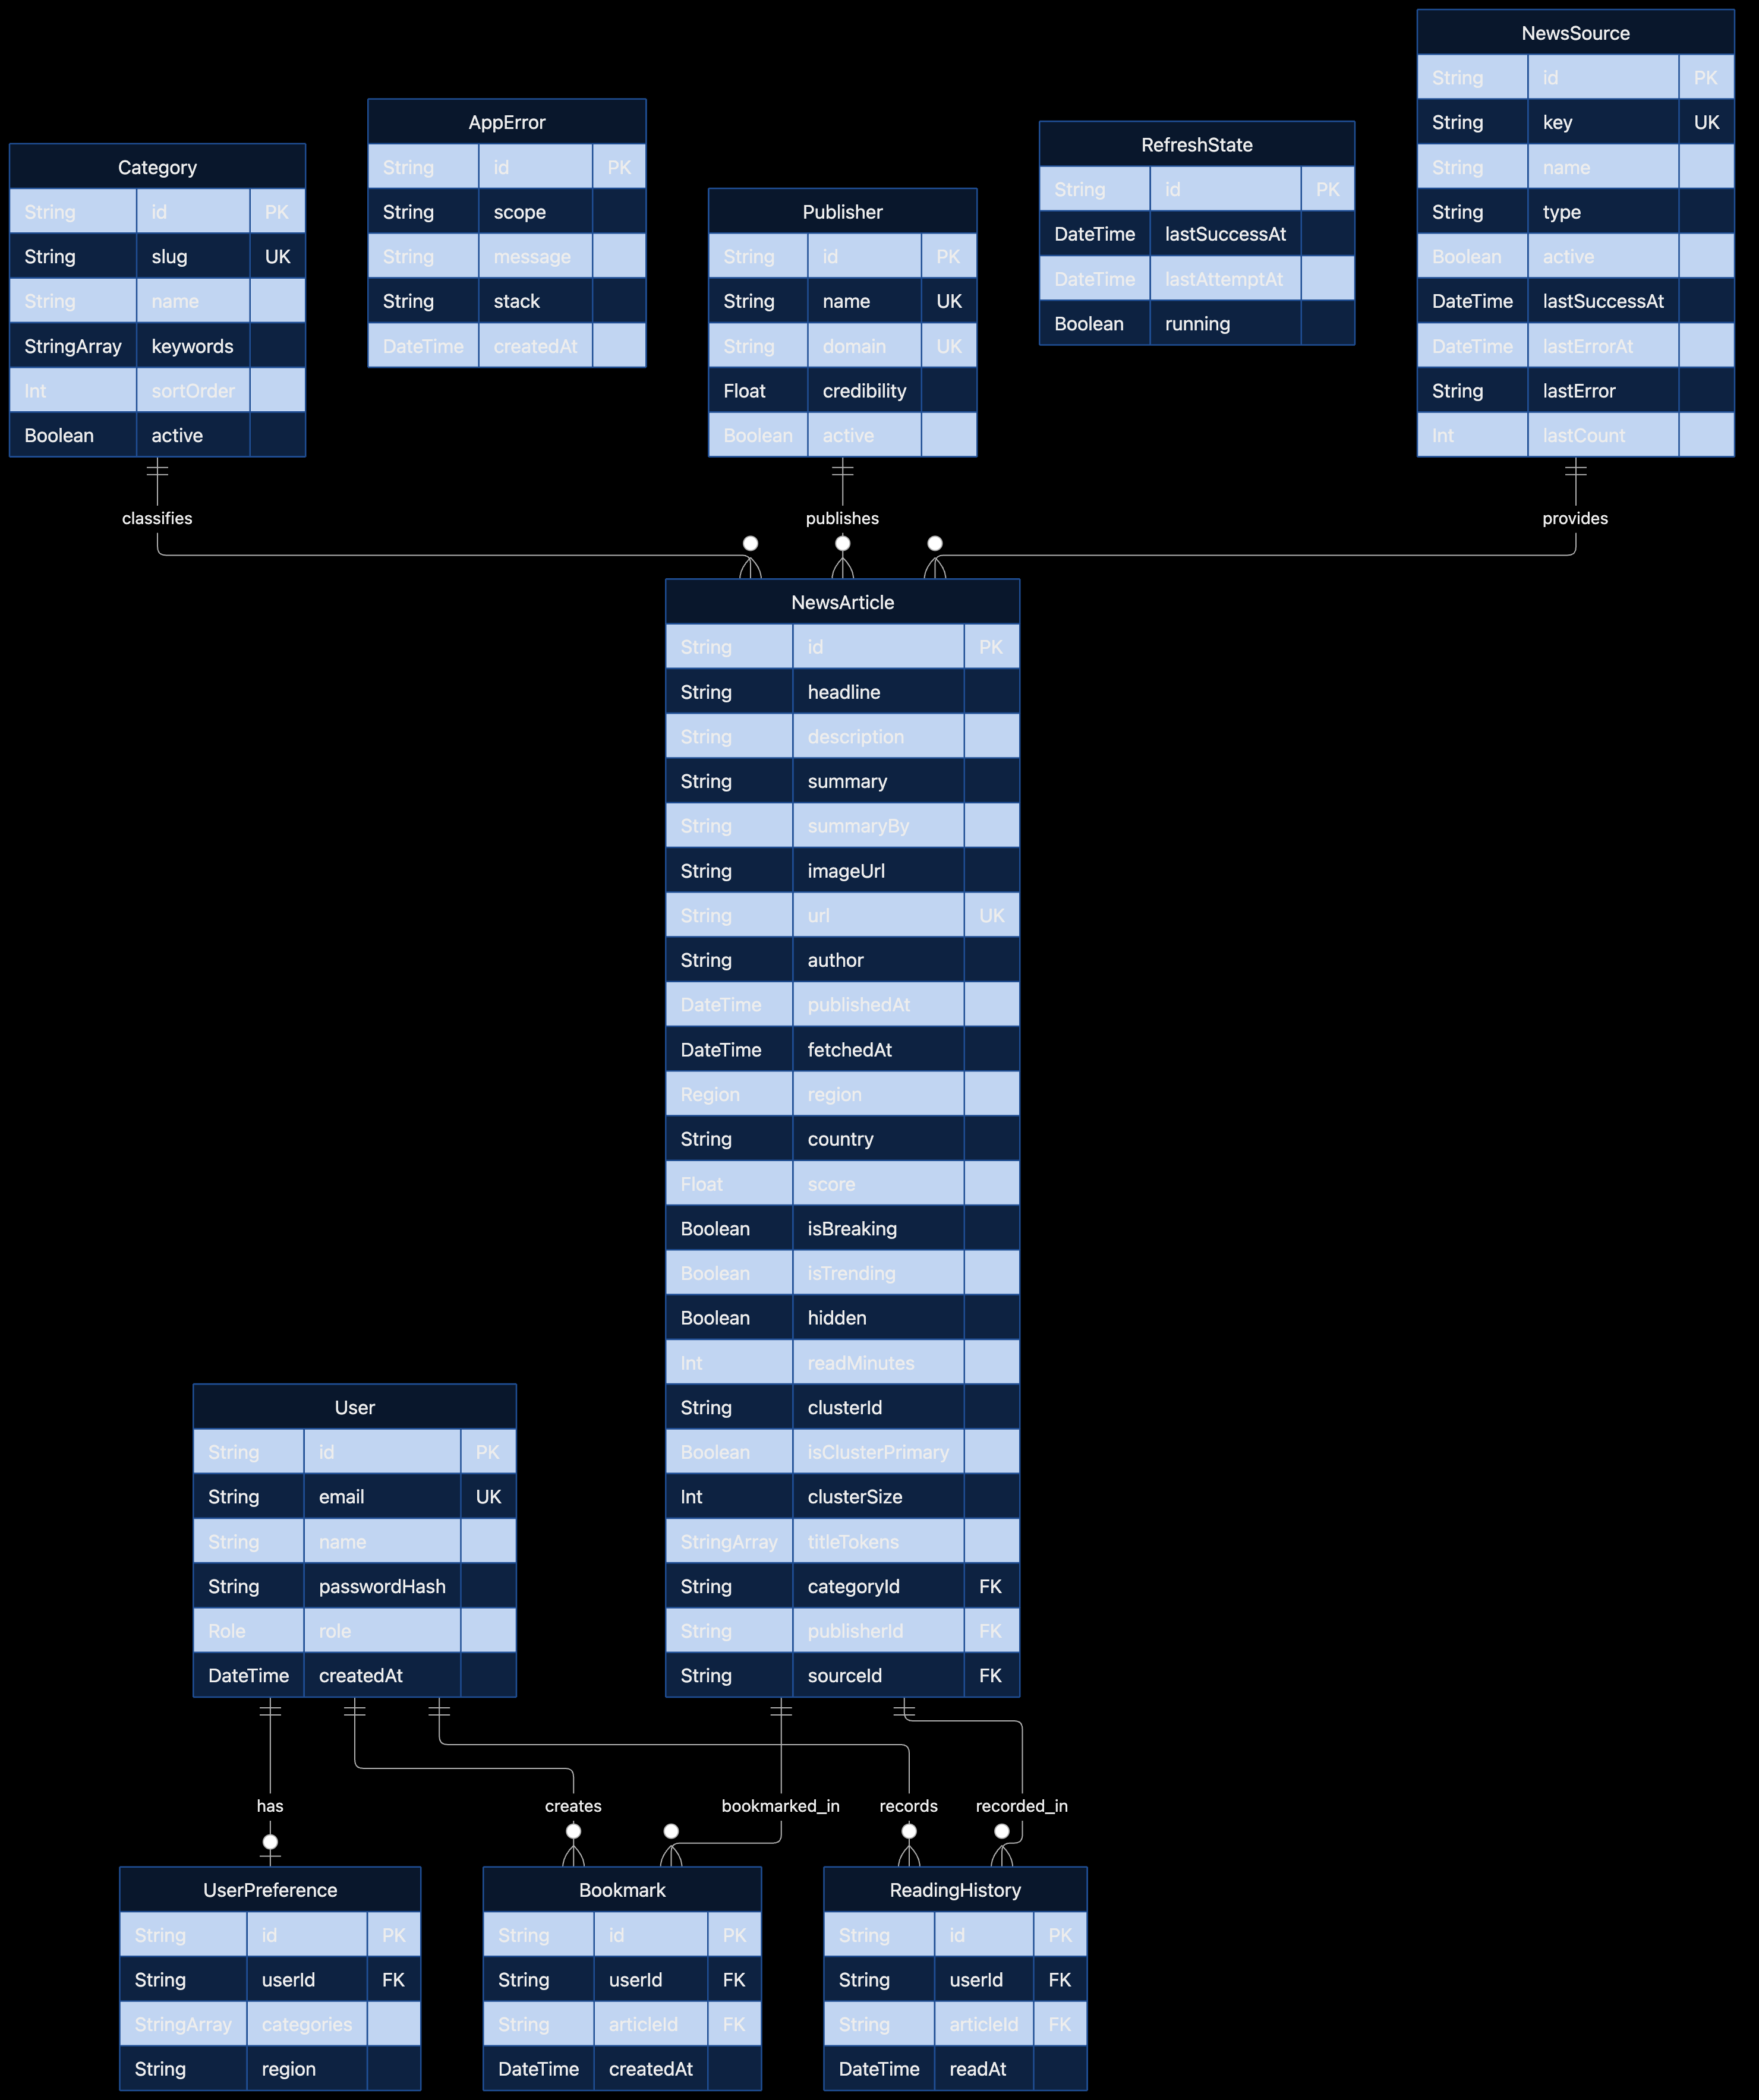 NewsSource
String id PK
String key UK
String name
String type
Boolean active
DateTime lastSuccessAt
DateTime lastErrorAt
String lastError
Int lastCount
AppError
String id PK
String scope
String message
String stack
DateTime createdAt
RefreshState
String id PK
DateTime lastSuccessAt
DateTime lastAttemptAt
Boolean running
Category
String id PK
String slug UK
String name
StringArray keywords
Int sortOrder
Boolean active
Publisher
String id PK
String name UK
String domain UK
Float credibility
Boolean active
classifies
publishes
provides
NewsArticle
String id PK
String headline
String description
String summary
String summaryBy
String imageUrl
String url UK
String author
DateTime publishedAt
DateTime fetchedAt
Region region
String country
Float score
Boolean isBreaking
Boolean isTrending
Boolean hidden
Int readMinutes
String clusterId
Boolean isClusterPrimary
Int clusterSize
StringArray titleTokens
String categoryId FK
String publisherId FK
String sourceId FK
User
String id PK
String email UK
String name
String passwordHash
Role role
DateTime createdAt
has
creates
bookmarked_in
records
recorded_in
UserPreference
String id PK
String userId FK
StringArray categories
String region
Bookmark
String id PK
String userId FK
String articleId FK
DateTime createdAt
ReadingHistory
String id PK
String userId FK
String articleId FK
DateTime readAt